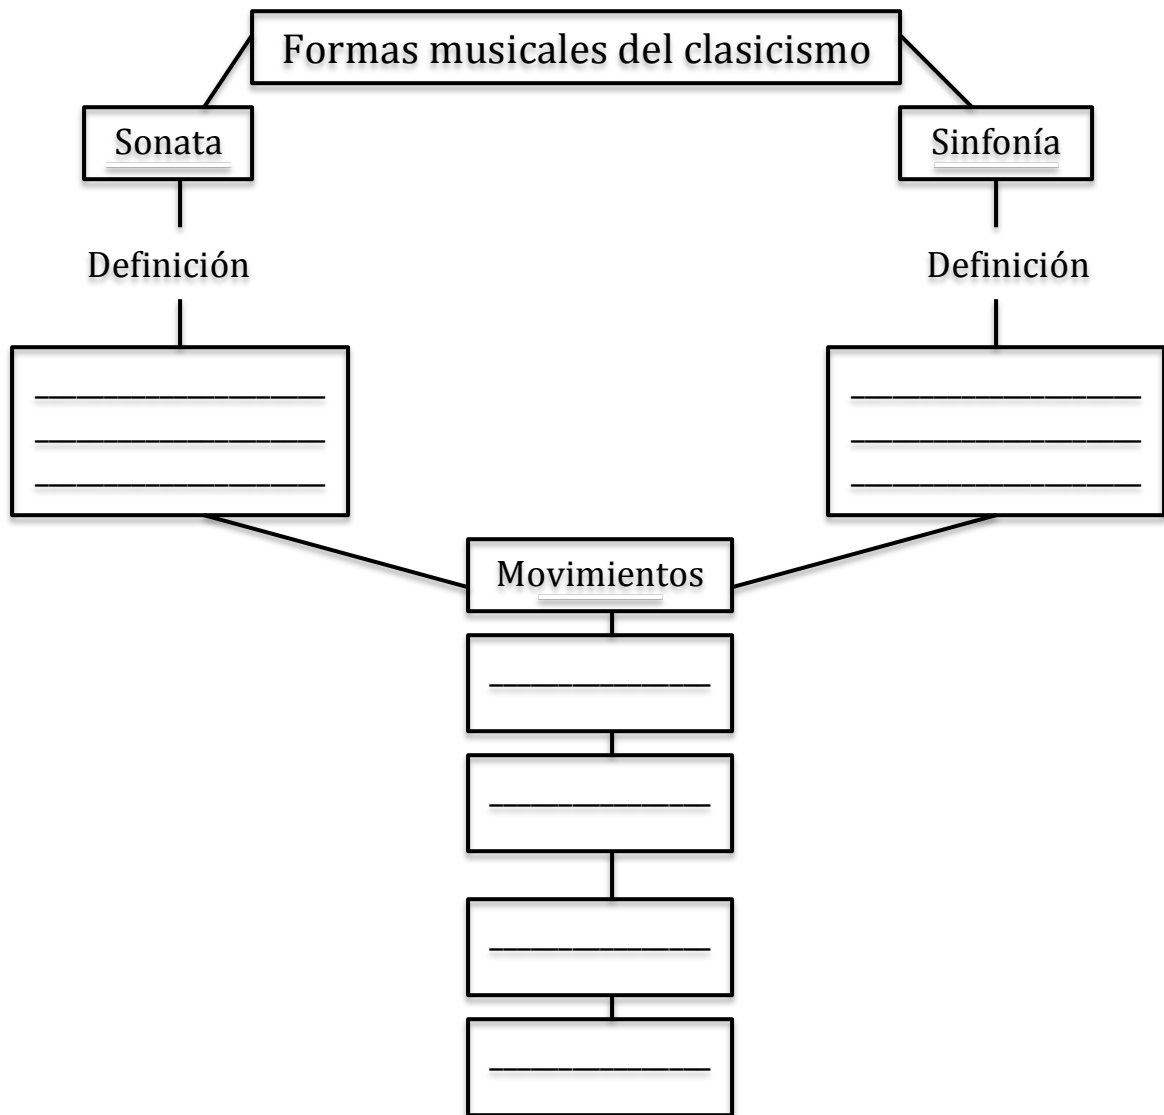 Formas musicales del clasicismo
Sonata
Sinfonía
Definición
Definición
Movimientos